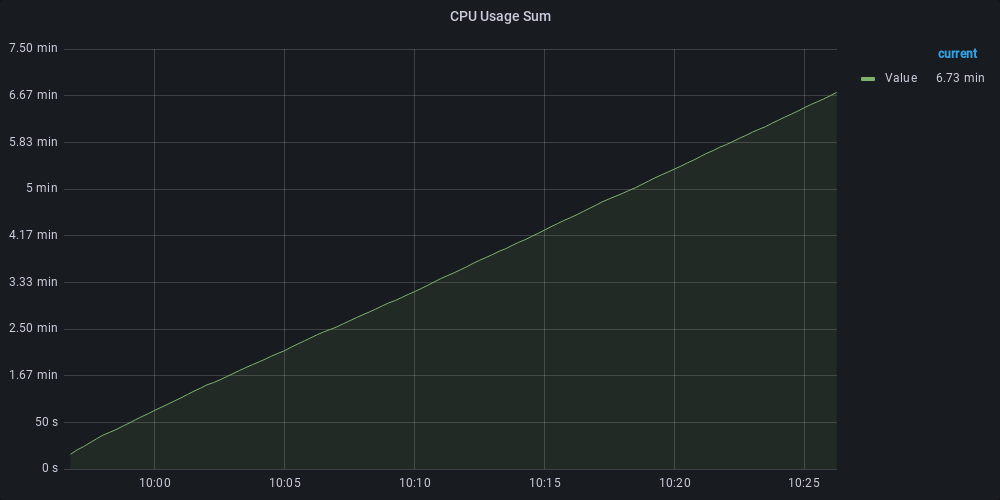 CPU Usage Sum
7.50 min
6.67 min
5.83 min
5 min
4.17 min
3.33 min
2.50 min
1.67 min
50 s
0 s
10:00 10:05 10:10 10:15 10:20 10:25
current
Value 6.73 min